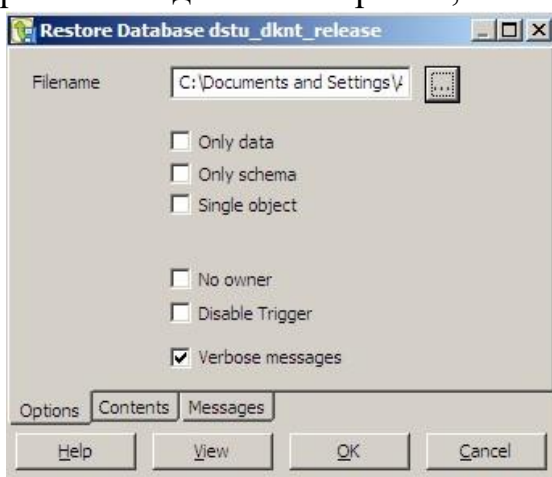 Restore Database dstu_dknt_release
Filename
C:\Documents and Settings\
...
Only data
Only schema
Single object
No owner
Disable Trigger
Verbose messages
Options Contents Messages
Help View OK Cancel